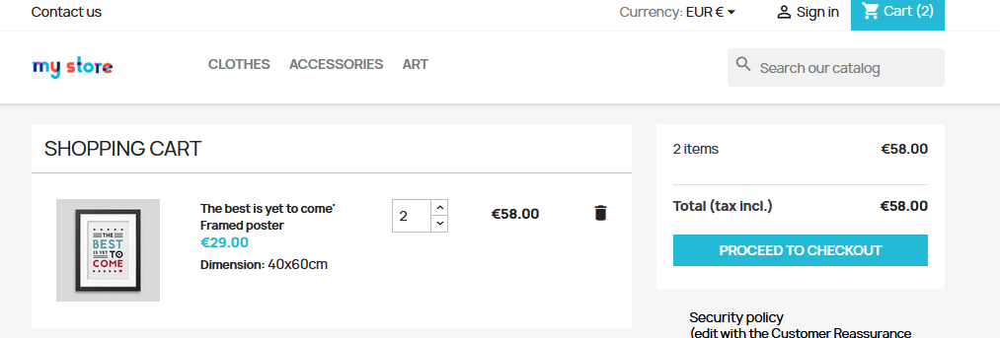 Contact us
Currency: EUR €
Sign in
Cart (2)
my store
CLOTHES
ACCESSORIES
ART
Search our catalog
SHOPPING CART
THE
BEST
IS YET TO
COME
The best is yet to come'
Framed poster
€29.00
Dimension: 40x60cm
2
€58.00
2 items
€58.00
Total (tax incl.)
€58.00
PROCEED TO CHECKOUT
Security policy
(edit with the Customer Reassurance